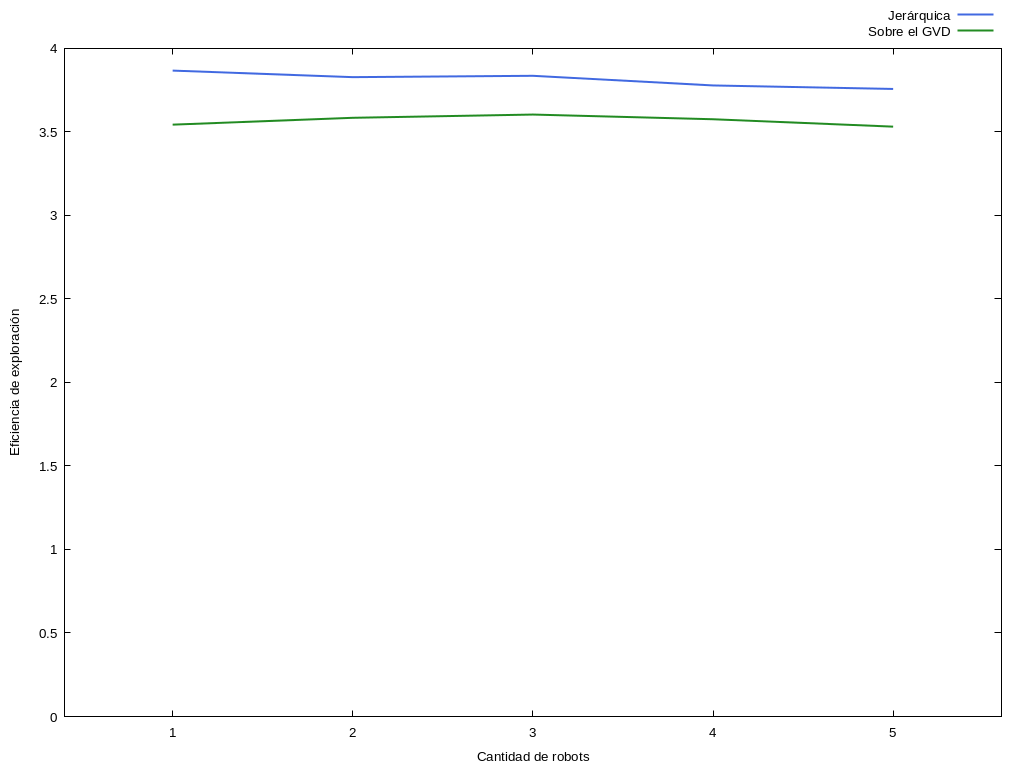 Jerárquica
Sobre el GVD
4
3.5
3
2.5
2
1.5
1
0.5
0
Eficiencia de exploración
1 2 3 4 5
Cantidad de robots